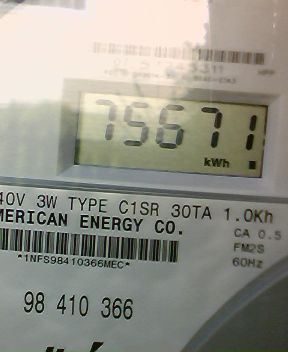 75671
kWh
40V 3W TYPE C1SR 30TA 1.0Kh
MERICAN ENERGY CO.
CA 0.5
FM2S
*1NFS98410366MEC*
60Hz
98 410 366